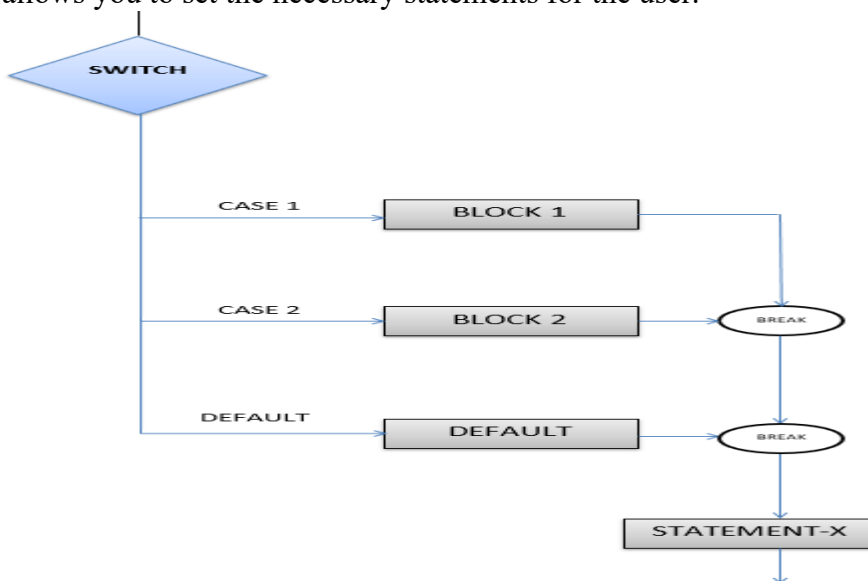 allows you to set the necessary statements for the user.
SWITCH
CASE 1
BLOCK 1
CASE 2
BLOCK 2
BREAK
DEFAULT
DEFAULT
BREAK
STATEMENT-X